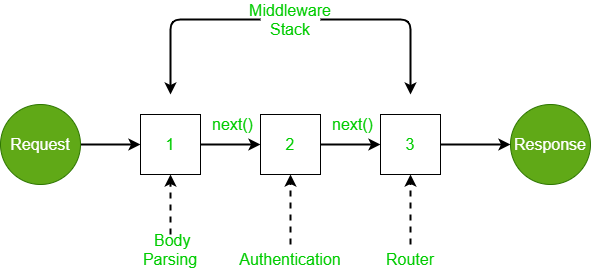 Middleware
Stack
Request
1
next()
2
next()
3
Response
Body
Parsing
Authentication
Router